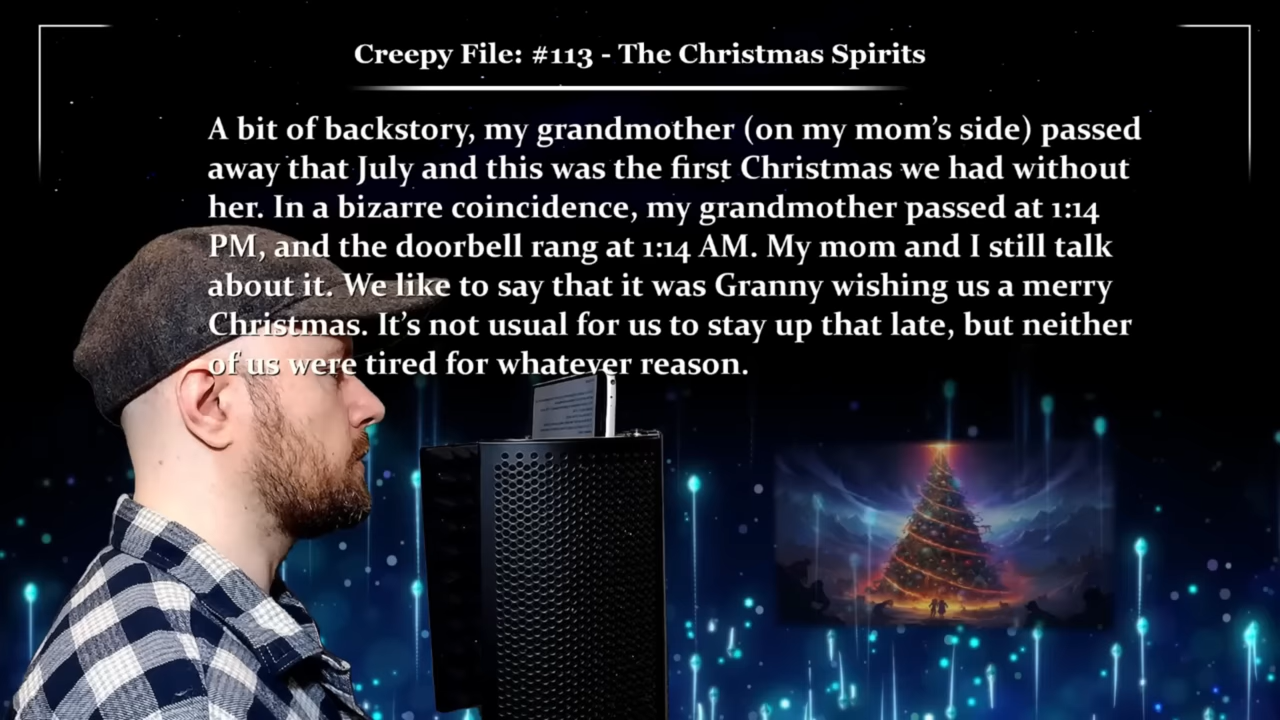 Creepy File: #113 - The Christmas Spirits
A bit of backstory, my grandmother (on my mom’s side) passed
away that July and this was the first Christmas we had without
her. In a bizarre coincidence, my grandmother passed at 1:14
PM, and the doorbell rang at 1:14 AM. My mom and I still talk
about it. We like to say that it was Granny wishing us a merry
Christmas. It’s not usual for us to stay up that late, but neither
of us were tired for whatever reason.